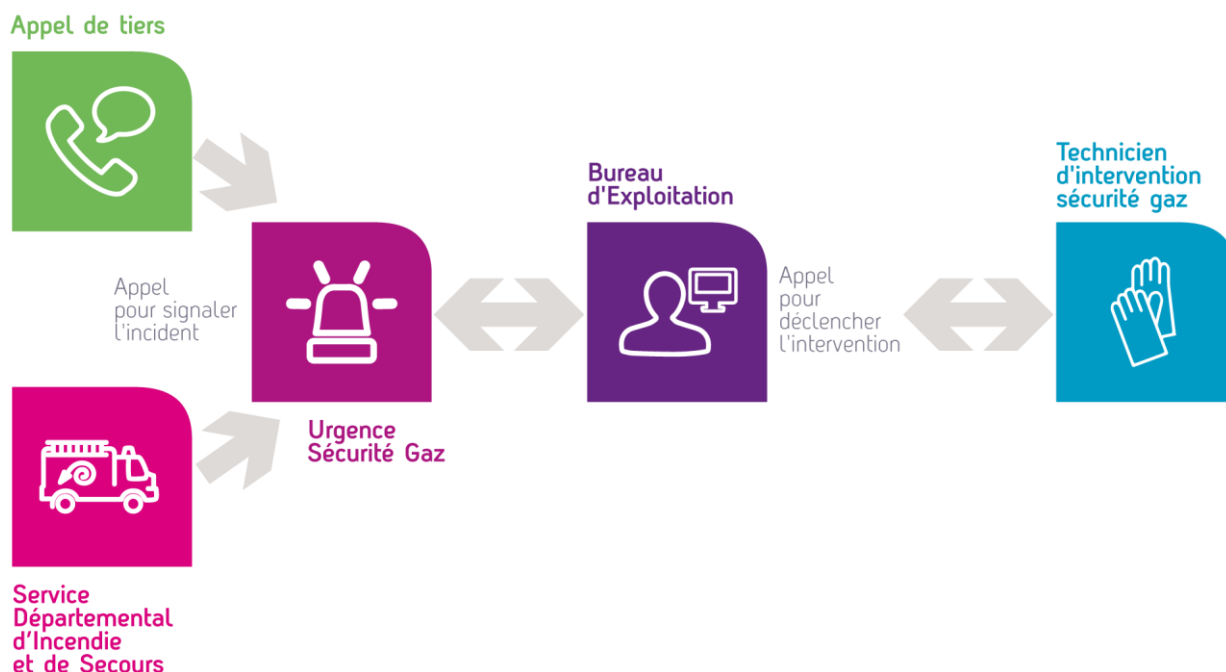 Appel de tiers
Appel
pour signaler
l'incident
Service
Départemental
d'Incendie
et de Secours
Urgence
Sécurité Gaz
Bureau
d'Exploitation
Appel
pour
déclencher
l'intervention
Technicien
d'intervention
sécurité gaz